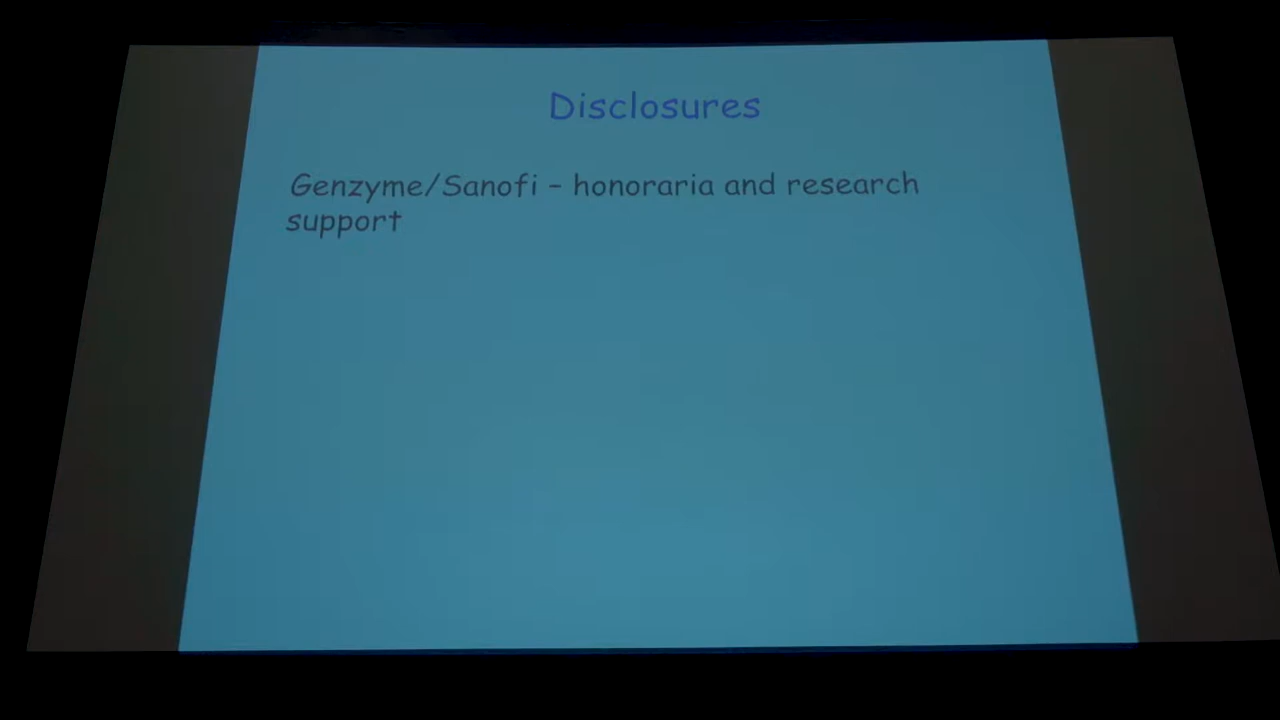 Disclosures
Genzyme/Sanofi – honoraria and research
support